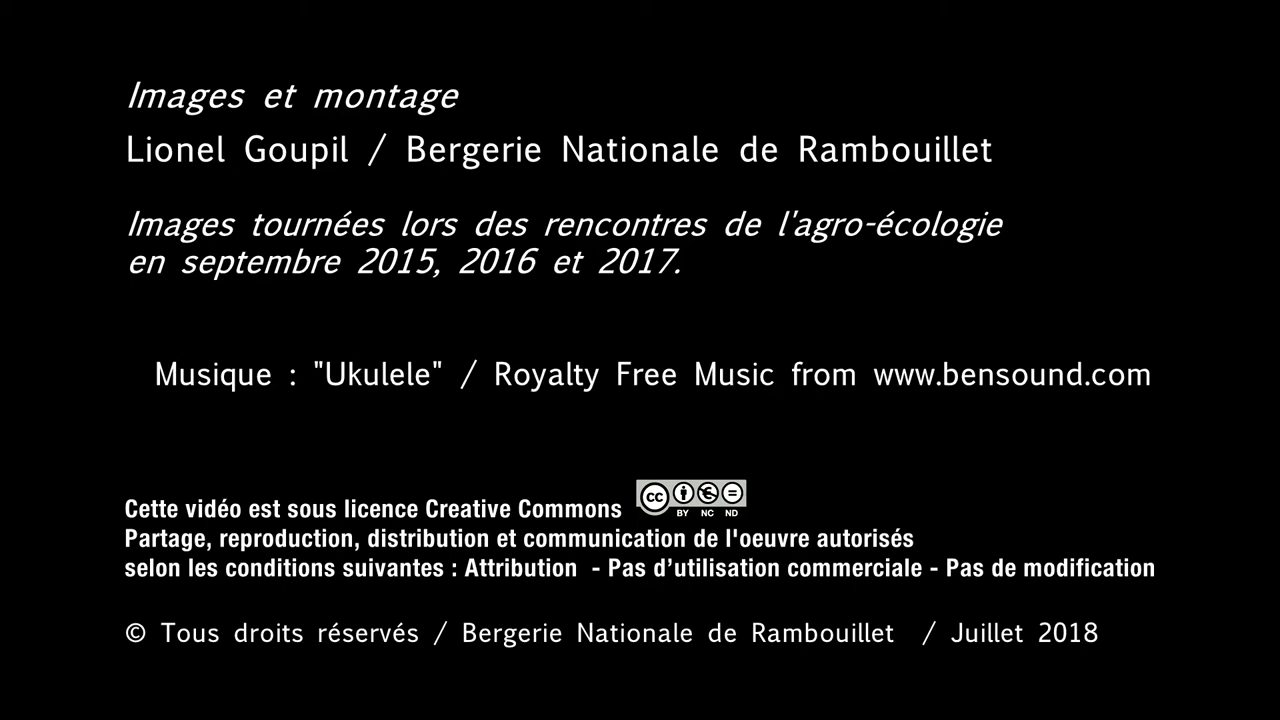 Images et montage
Lionel Goupil / Bergerie Nationale de Rambouillet
Images tournées lors des rencontres de l'agro-écologie
en septembre 2015, 2016 et 2017.
Musique : "Ukulele" / Royalty Free Music from www.bensound.com
Cette vidéo est sous licence Creative Commons cc BY NC ND
Partage, reproduction, distribution et communication de l'oeuvre autorisés
selon les conditions suivantes : Attribution - Pas d’utilisation commerciale - Pas de modification
© Tous droits réservés / Bergerie Nationale de Rambouillet / Juillet 2018